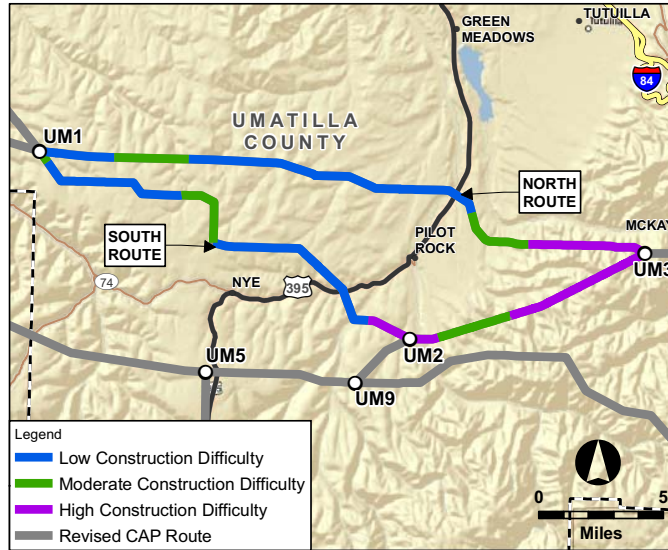 TUTUILLA
Tutuilla
GREEN
MEADOWS
84
UM1
UMATILLA
COUNTY
NORTH
ROUTE
SOUTH
ROUTE
PILOT
ROCK
MCKAY
UM3
74
NYE
395
UM2
UM5
UM9
Legend
Low Construction Difficulty
Moderate Construction Difficulty
High Construction Difficulty
Revised CAP Route
0 5
Miles